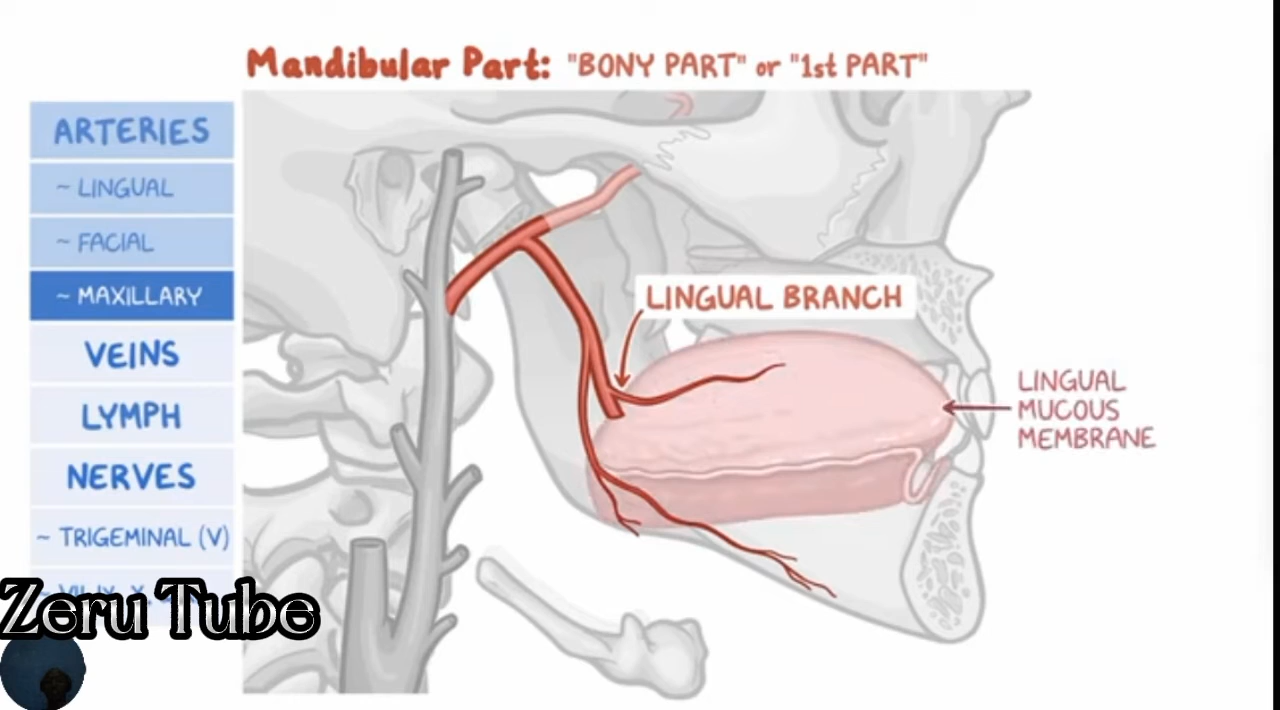 Mandibular Part: "BONY PART" or "1st PART"
ARTERIES
~ LINGUAL
~ FACIAL
~ MAXILLARY
VEINS
LYMPH
NERVES
~ TRIGEMINAL (V)
Zeru Tube
LINGUAL BRANCH
LINGUAL
MUCOUS
MEMBRANE